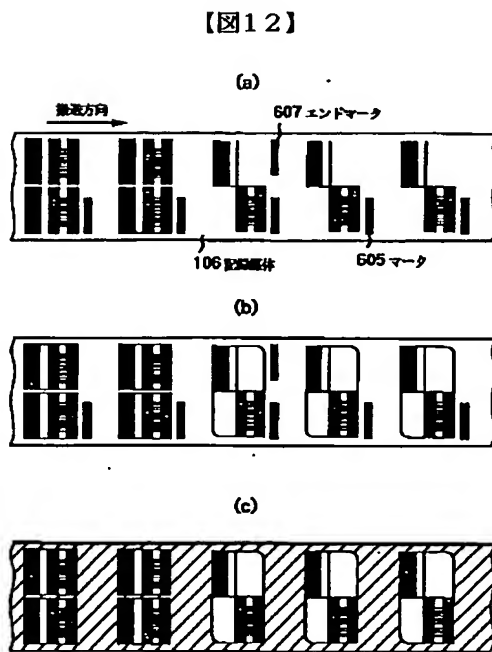 【図12】
(a)
搬送方向
607 エンドマーク
106 記録媒体
605 マーク
(b)
(c)